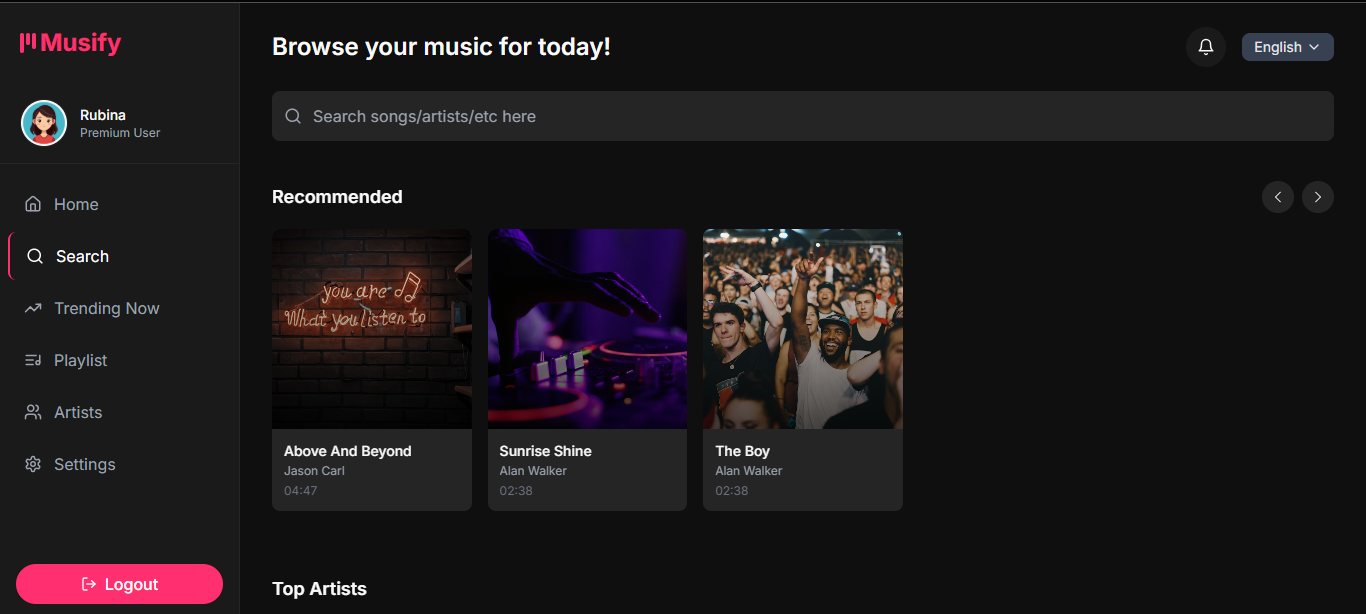 Musify
Rubina
Premium User
Home
Search
Trending Now
Playlist
Artists
Settings
Logout
Browse your music for today!
English
Search songs/artists/etc here
Recommended
you are
What you listen to
Above And Beyond
Jason Carl
04:47
Sunrise Shine
Alan Walker
02:38
The Boy
Alan Walker
02:38
Top Artists